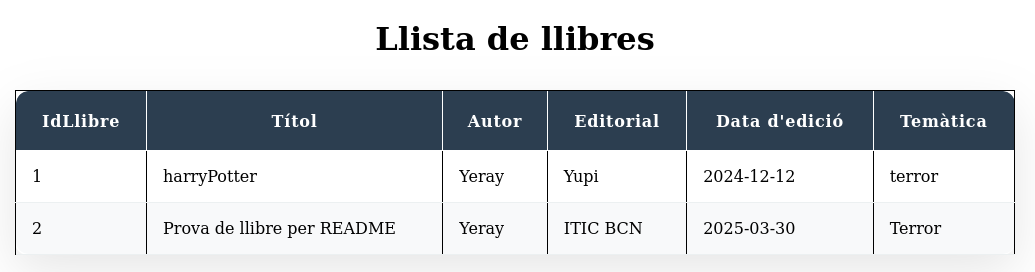 Llista de llibres
IdLlibre Títol Autor Editorial Data d'edició Temàtica
1 harryPotter Yeray Yupi 2024-12-12 terror
2 Prova de llibre per README Yeray ITIC BCN 2025-03-30 Terror